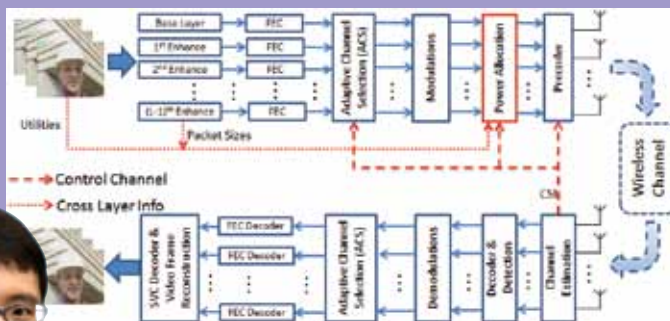 Base Layer
FEC
1st Enhance
FEC
2nd Enhance
FEC
(L-1)th Enhance
FEC
Adaptive Channel
Selection (ACS)
Modulations
Power Allocation
Precoder
Utilities
Packet Sizes
Control Channel
Cross Layer Info
CSI
Wireless
Channel
SVC Decoder &
Video Frame
Reconstruction
FEC Decoder
FEC Decoder
FEC Decoder
Adaptive Channel
Selection (ACS)
Demodulations
Decoder &
Detection
Channel
Estimation